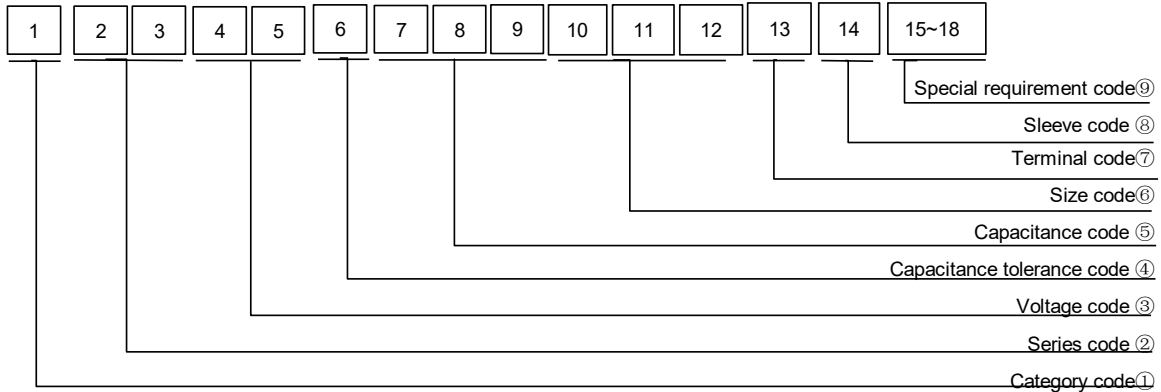 1 2 3 4 5 6 7 8 9 10 11 12 13 14 15~18
Special requirement code⑨
Sleeve code ⑧
Terminal code⑦
Size code⑥
Capacitance code ⑤
Capacitance tolerance code ④
Voltage code ③
Series code ②
Category code①